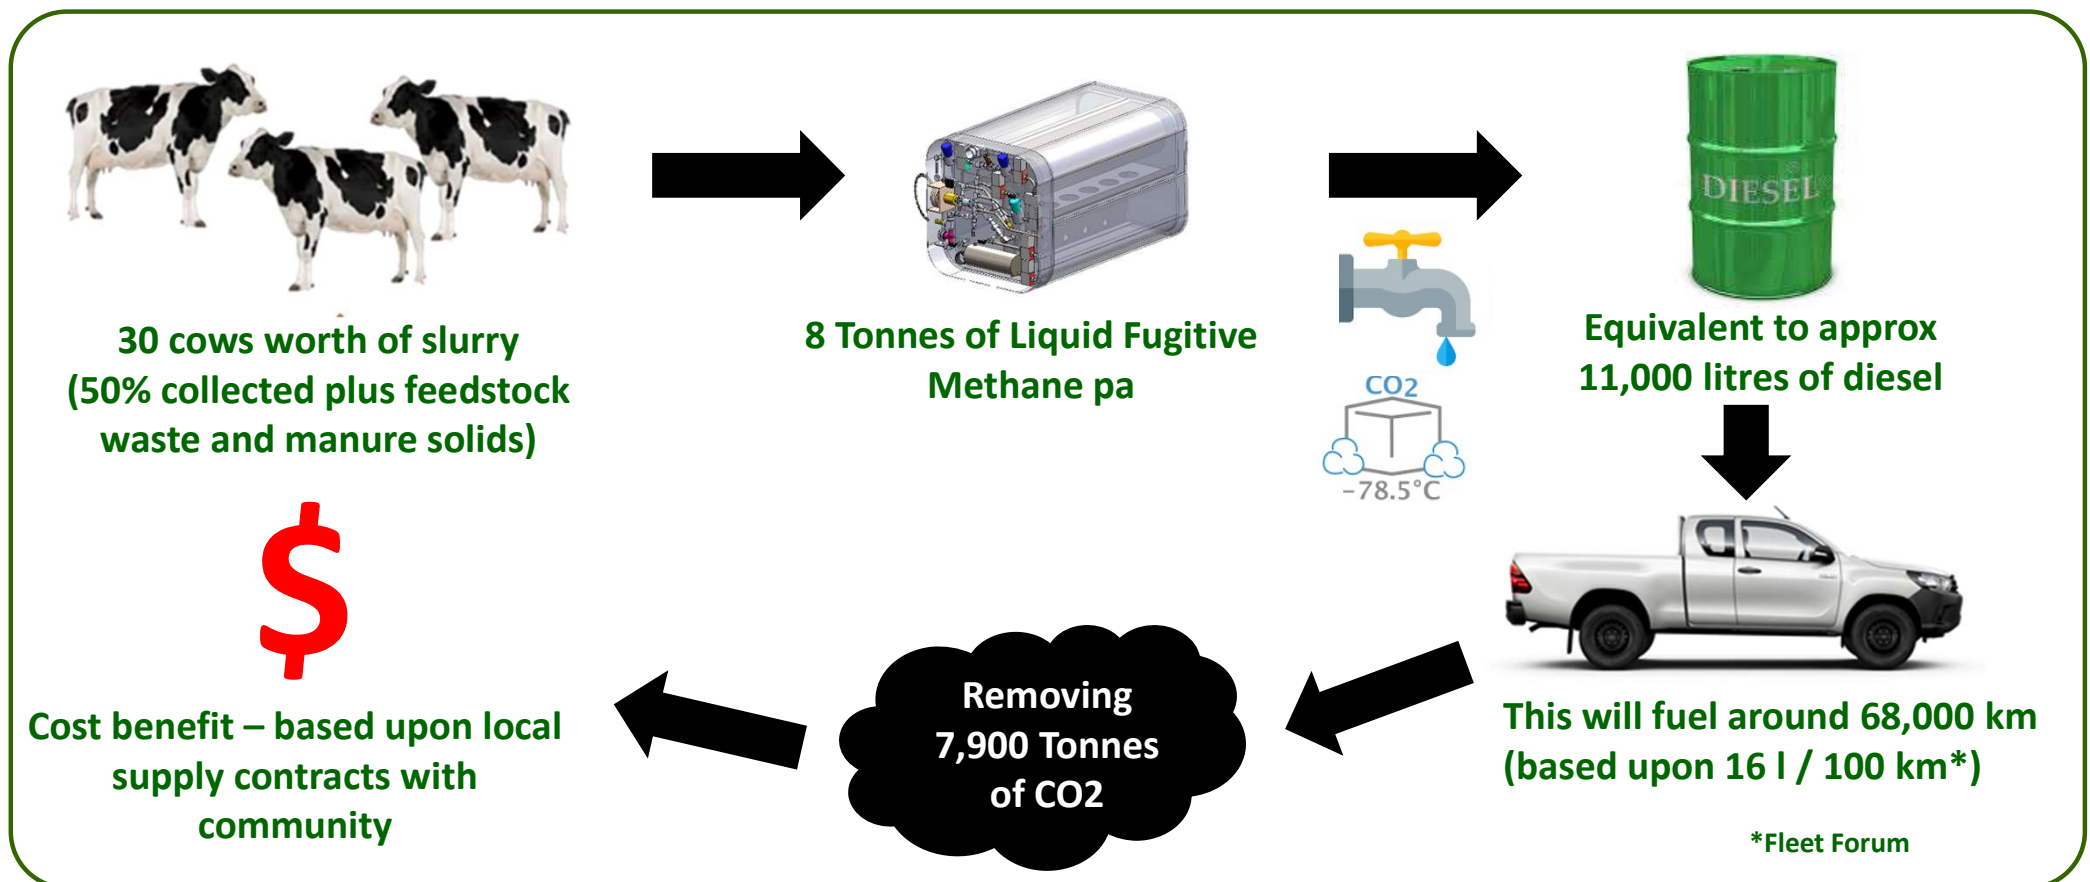 30 cows worth of slurry
(50% collected plus feedstock
waste and manure solids)
8 Tonnes of Liquid Fugitive
Methane pa
CO2
−78.5°C
DIESEL
Equivalent to approx
11,000 litres of diesel
This will fuel around 68,000 km
(based upon 16 l / 100 km*)
*Fleet Forum
Removing
7,900 Tonnes
of CO2
$
Cost benefit – based upon local
supply contracts with
community